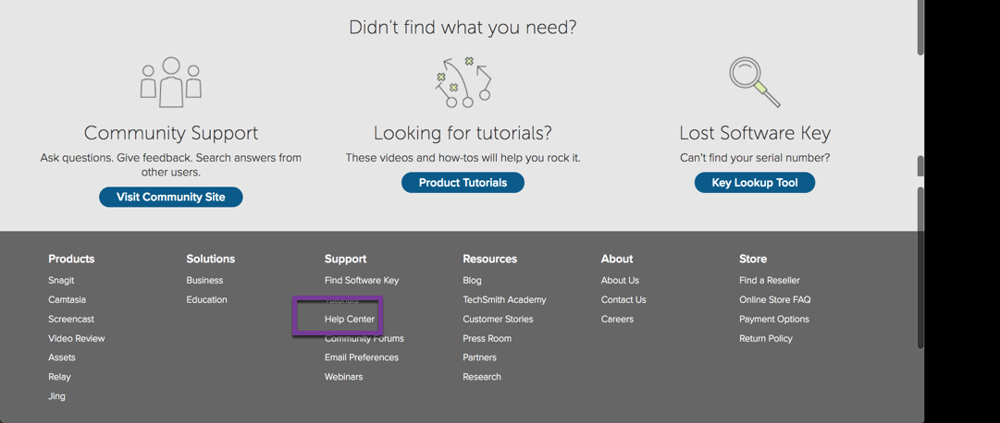 Didn't find what you need?
Community Support
Ask questions. Give feedback. Search answers from
other users.
Visit Community Site
Looking for tutorials?
These videos and how-tos will help you rock it.
Product Tutorials
Lost Software Key
Can't find your serial number?
Key Lookup Tool
Products
Snagit
Camtasia
Screencast
Video Review
Assets
Relay
Jing
Solutions
Business
Education
Support
Find Software Key
Tutorials
Help Center
Community Forums
Email Preferences
Webinars
Resources
Blog
TechSmith Academy
Customer Stories
Press Room
Partners
Research
About
About Us
Contact Us
Careers
Store
Find a Reseller
Online Store FAQ
Payment Options
Return Policy